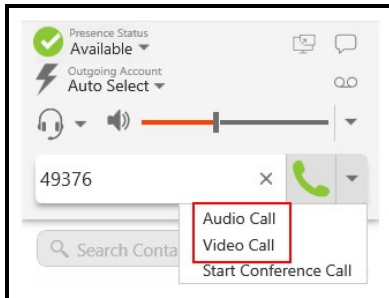 Presence Status
Available
Outgoing Account
Auto Select
49376
Audio Call
Video Call
Search Conta
Start Conference Call